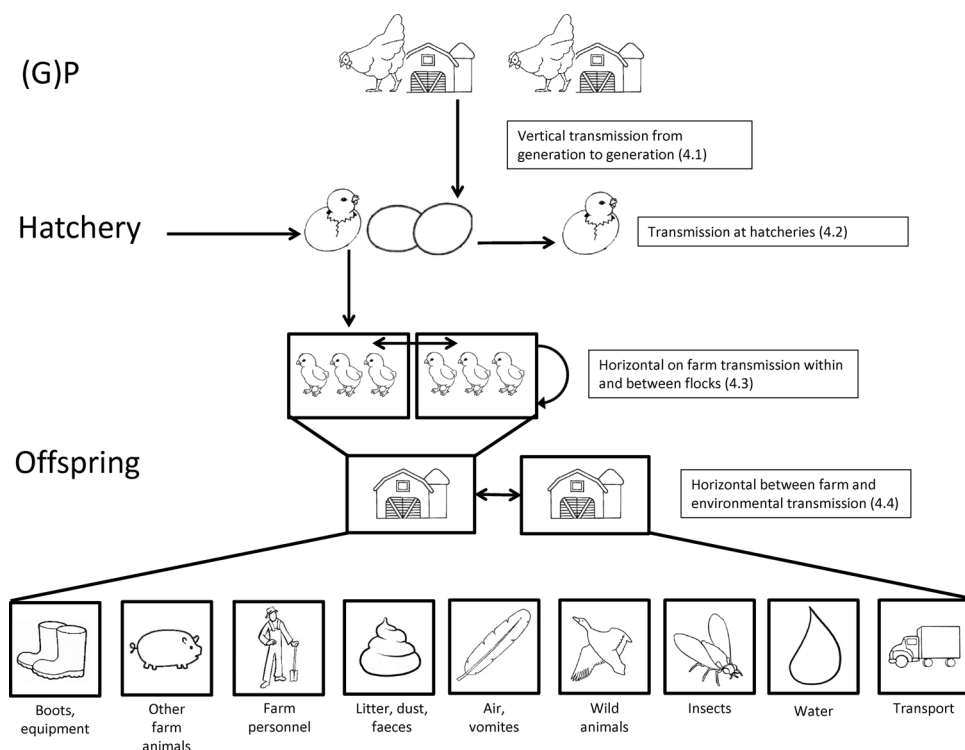 (G)P
Vertical transmission from
generation to generation (4.1)
Hatchery
Transmission at hatcheries (4.2)
Horizontal on farm transmission within
and between flocks (4.3)
Offspring
Horizontal between farm and
environmental transmission (4.4)
Boots,
equipment
Other
farm
animals
Farm
personnel
Litter, dust,
faeces
Air,
vomites
Wild
animals
Insects
Water
Transport